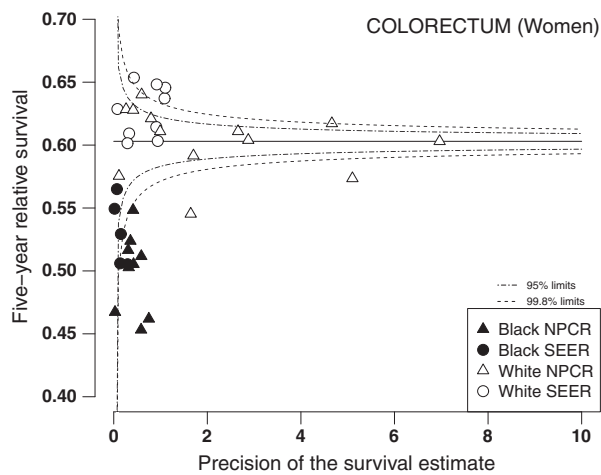 COLORECTUM (Women)
Five–year relative survival
0.70
0.65
0.60
0.55
0.50
0.45
0.40
95% limits
99.8% limits
Black NPCR
Black SEER
White NPCR
White SEER
0 2 4 6 8 10
Precision of the survival estimate